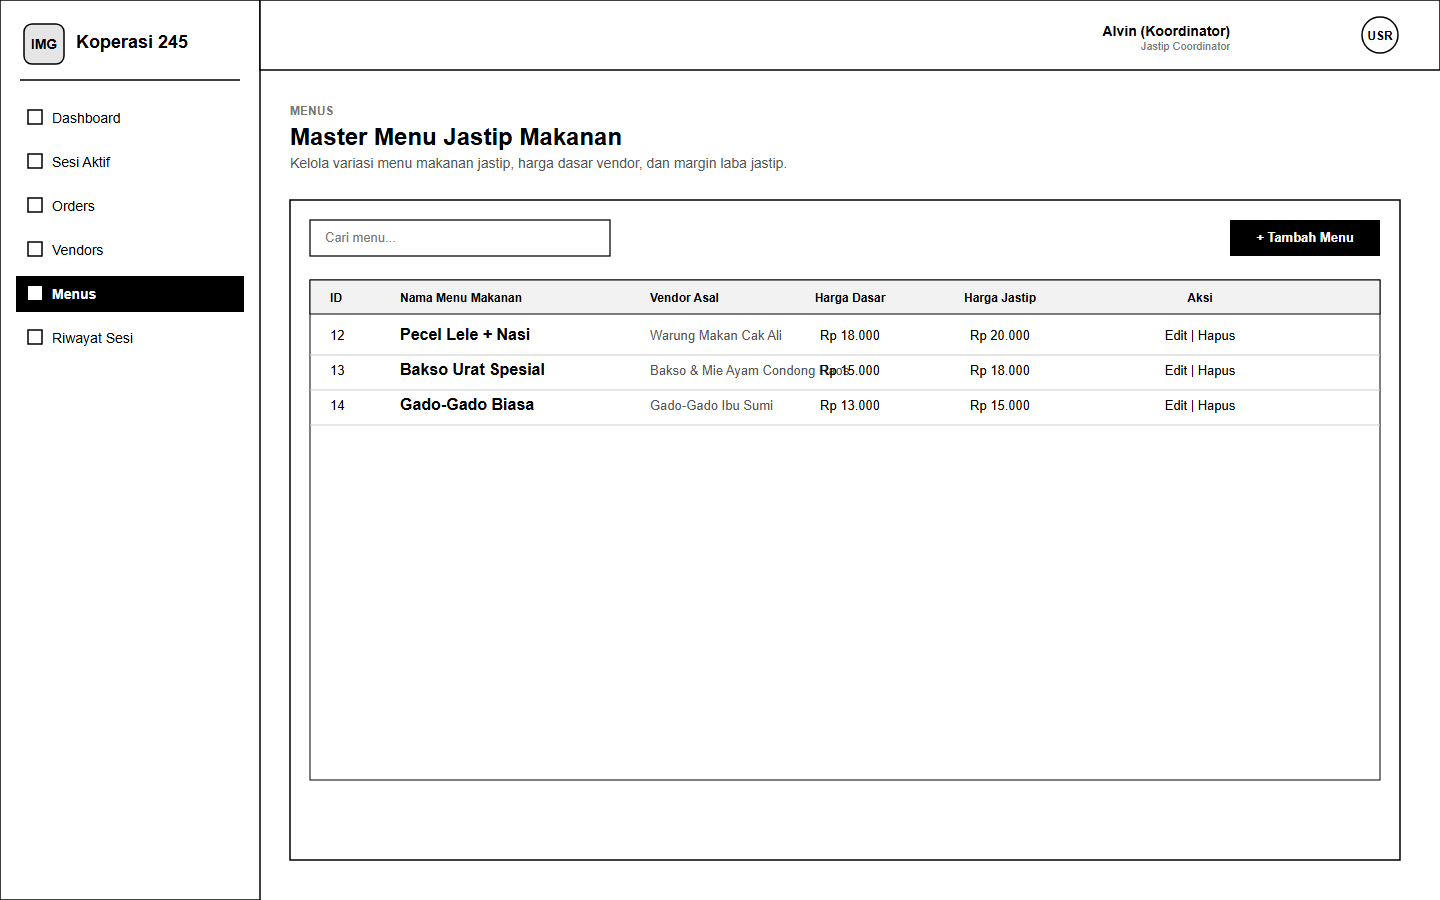 IMG
Koperasi 245
Alvin (Koordinator)
Jastip Coordinator
USR
Dashboard
Sesi Aktif
Orders
Vendors
Menus
Riwayat Sesi
MENUS
Master Menu Jastip Makanan
Kelola variasi menu makanan jastip, harga dasar vendor, dan margin laba jastip.
Cari menu...
+ Tambah Menu
ID Nama Menu Makanan Vendor Asal Harga Dasar Harga Jastip Aksi
12 Pecel Lele + Nasi Warung Makan Cak Ali Rp 18.000 Rp 20.000 Edit | Hapus
13 Bakso Urat Spesial Bakso & Mie Ayam Condong Rp 15.000 Rp 18.000 Edit | Hapus
14 Gado-Gado Biasa Gado-Gado Ibu Sumi Rp 13.000 Rp 15.000 Edit | Hapus